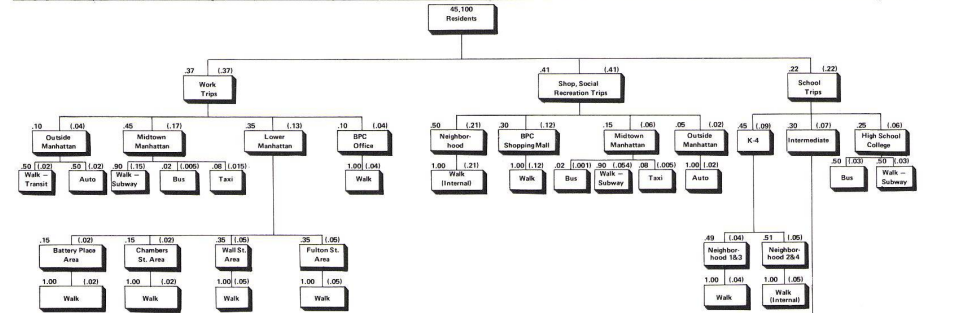 45,100
Residents
.37 (.37)
.41 (.41)
.22 (.22)
Work
Trips
Shop, Social
Recreation Trips
School
Trips
.10 (.04)
.45 (.17)
.35 (.13)
.10 (.04)
.50 (.21)
.30 (.12)
.15 (.06)
.05 (.02)
.45 (.09)
.30 (.07)
.25 (.06)
Outside
Manhattan
Midtown
Manhattan
Lower
Manhattan
BPC
Office
Neighbor-
hood
BPC
Shopping Mall
Midtown
Manhattan
Outside
Manhattan
K-4
Intermediate
High School
College
.50 (.02)
.50 (.02)
.90 (.15)
.02 (.005)
.08 (.015)
1.00 (.04)
1.00 (.21)
1.00 (.12)
.02 (.001)
.90 (.054)
.08 (.005)
1.00 (.02)
.50 (.03)
.50 (.03)
Walk –
Transit
Auto
Walk –
Subway
Bus
Taxi
Walk
Walk
(Internal)
Walk
Bus
Walk –
Subway
Taxi
Auto
Bus
Walk –
Subway
.15 (.02)
.15 (.02)
.35 (.05)
.35 (.05)
.49 (.04)
.51 (.05)
Battery Place
Area
Chambers
St. Area
Wall St.
Area
Fulton St.
Area
Neighbor-
hood 1&3
Neighbor-
hood 2&4
1.00 (.02)
1.00 (.02)
1.00 (.05)
1.00 (.05)
1.00 (.04)
1.00 (.05)
Walk
Walk
Walk
Walk
Walk
Walk
(Internal)